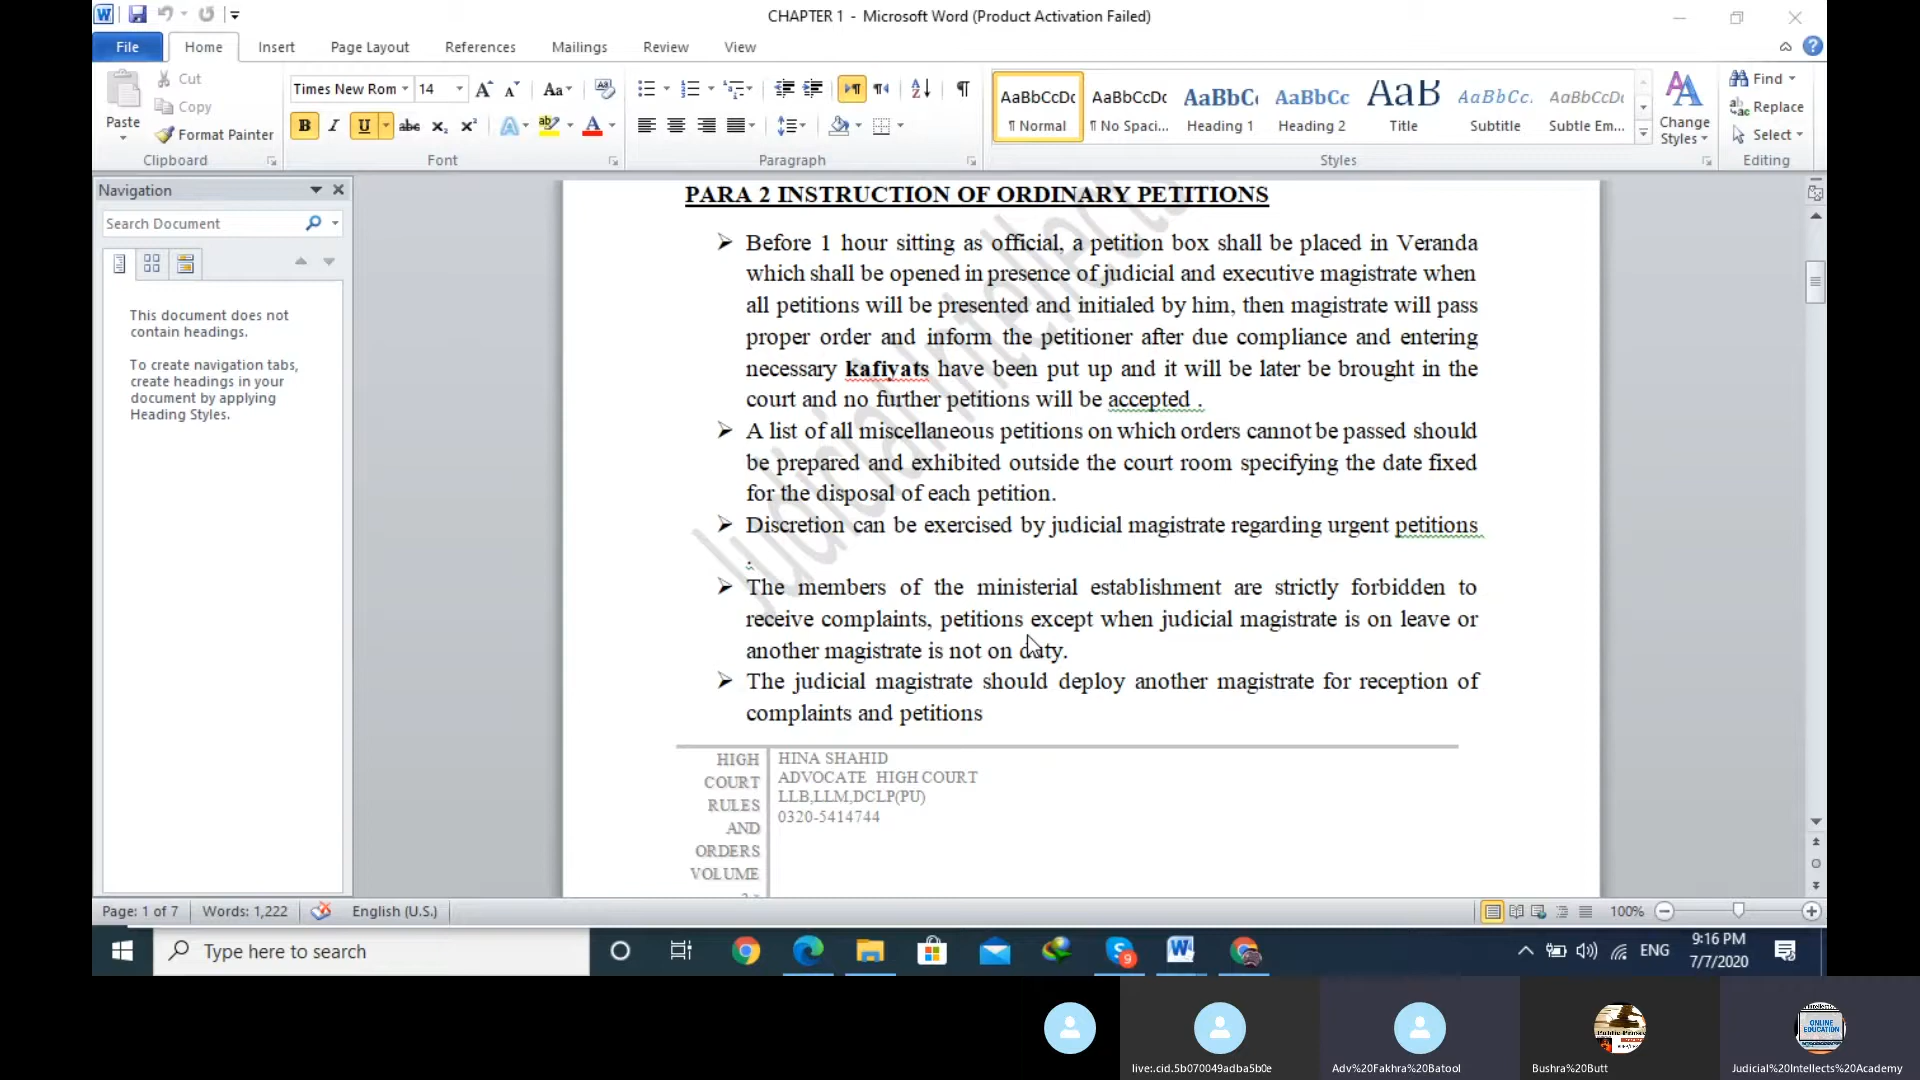 CHAPTER 1 - Microsoft Word (Product Activation Failed)
File Home Insert Page Layout References Mailings Review View
Cut
Copy
Paste
Format Painter
Clipboard
Times New Rom 14
Font
Paragraph
AaBbCcDc AaBbCcDc AaBbC AaBbCc AaB AaBbCc. AaBbCcDc
¶ Normal ¶ No Spaci... Heading 1 Heading 2 Title Subtitle Subtle Em...
Change
Styles
Styles
Find
Replace
Select
Editing
Navigation
Search Document
This document does not
contain headings.
To create navigation tabs,
create headings in your
document by applying
Heading Styles.
PARA 2 INSTRUCTION OF ORDINARY PETITIONS
➢ Before 1 hour sitting as official, a petition box shall be placed in Veranda
which shall be opened in presence of judicial and executive magistrate when
all petitions will be presented and initialed by him, then magistrate will pass
proper order and inform the petitioner after due compliance and entering
necessary kafiyats have been put up and it will be later be brought in the
court and no further petitions will be accepted .
➢ A list of all miscellaneous petitions on which orders cannot be passed should
be prepared and exhibited outside the court room specifying the date fixed
for the disposal of each petition.
➢ Discretion can be exercised by judicial magistrate regarding urgent petitions
.
➢ The members of the ministerial establishment are strictly forbidden to
receive complaints, petitions except when judicial magistrate is on leave or
another magistrate is not on duty.
➢ The judicial magistrate should deploy another magistrate for reception of
complaints and petitions
Judicial Intellects
HIGH
COURT
RULES
AND
ORDERS
VOLUME
HINA SHAHID
ADVOCATE HIGH COURT
LLB,LLM,DCLP(PU)
0320-5414744
Page: 1 of 7 Words: 1,222 English (U.S.) 100%
Type here to search
9
ENG
9:16 PM
7/7/2020
ONLINE
EDUCATION
live:.cid.5b070049adba5b0e Adv%20Fakhra%20Batool Bushra%20Butt Judicial%20Intellects%20Academy